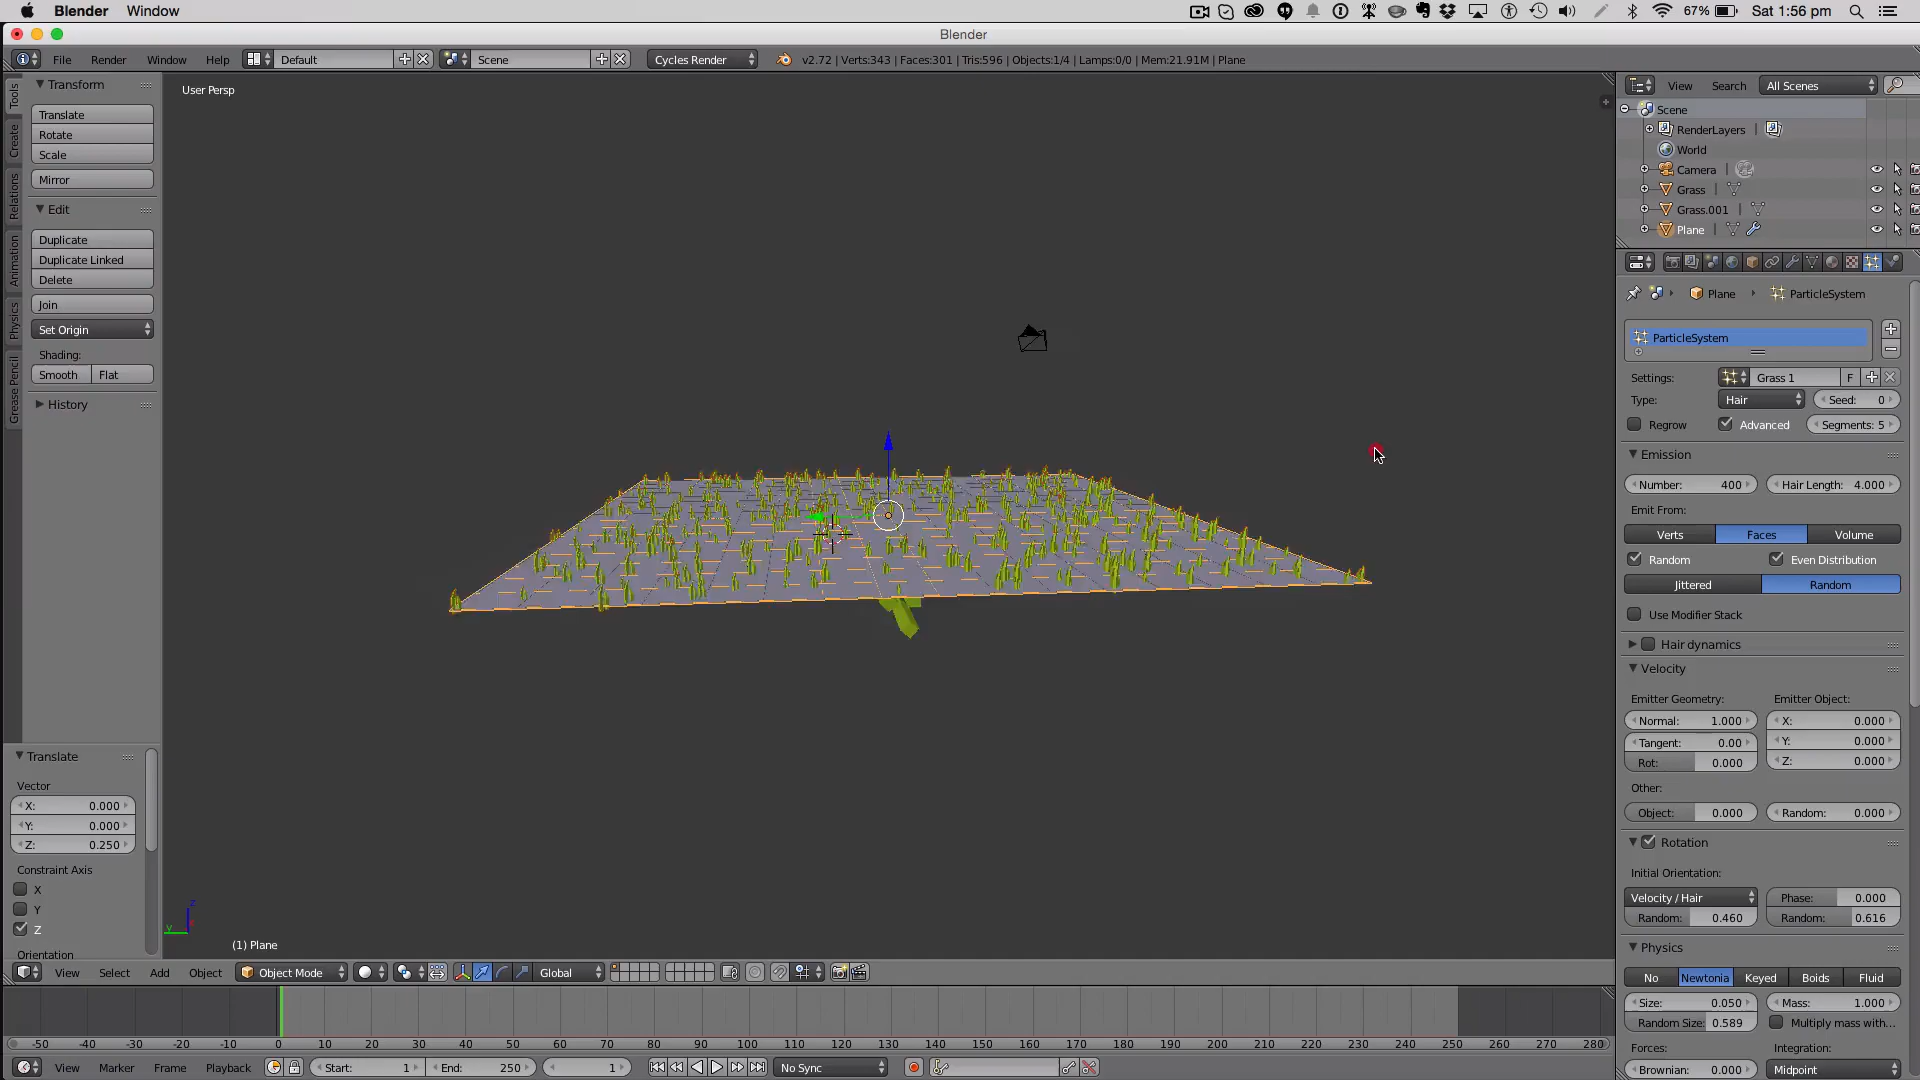 Blender Window 67% Sat 1:56 pm
Blender
File Render Window Help Default Scene Cycles Render v2.72 | Verts:343 | Faces:301 | Tris:596 | Objects:1/4 | Lamps:0/0 | Mem:21.91M | Plane
Tools
Create
Relations
Animation
Physics
Grease Pencil
Transform
Translate
Rotate
Scale
Mirror
Edit
Duplicate
Duplicate Linked
Delete
Join
Set Origin
Shading:
Smooth Flat
History
Translate
Vector
X: 0.000
Y: 0.000
Z: 0.250
Constraint Axis
X
Y
Z
Orientation
User Persp
z
y
(1) Plane
View Select Add Object Object Mode Global
-50 -40 -30 -20 -10 0 10 20 30 40 50 60 70 80 90 100 110 120 130 140 150 160 170 180 190 200 210 220 230 240 250 260 270 280
View Marker Frame Playback Start: 1 End: 250 1 No Sync
View Search All Scenes
Scene
RenderLayers |
World
Camera |
Grass |
Grass.001 |
Plane |
Plane ParticleSystem
ParticleSystem
Settings: Grass 1 F
Type: Hair Seed: 0
Regrow Advanced Segments: 5
Emission
Number: 400 Hair Length: 4.000
Emit From:
Verts Faces Volume
Random Even Distribution
Jittered Random
Use Modifier Stack
Hair dynamics
Velocity
Emitter Geometry: Emitter Object:
Normal: 1.000 X: 0.000
Tangent: 0.00 Y: 0.000
Rot: 0.000 Z: 0.000
Other:
Object: 0.000 Random: 0.000
Rotation
Initial Orientation:
Velocity / Hair Phase: 0.000
Random: 0.460 Random: 0.616
Physics
No Newtonia Keyed Boids Fluid
Size: 0.050 Mass: 1.000
Random Size: 0.589 Multiply mass with...
Forces: Integration:
Brownian: 0.000 Midpoint